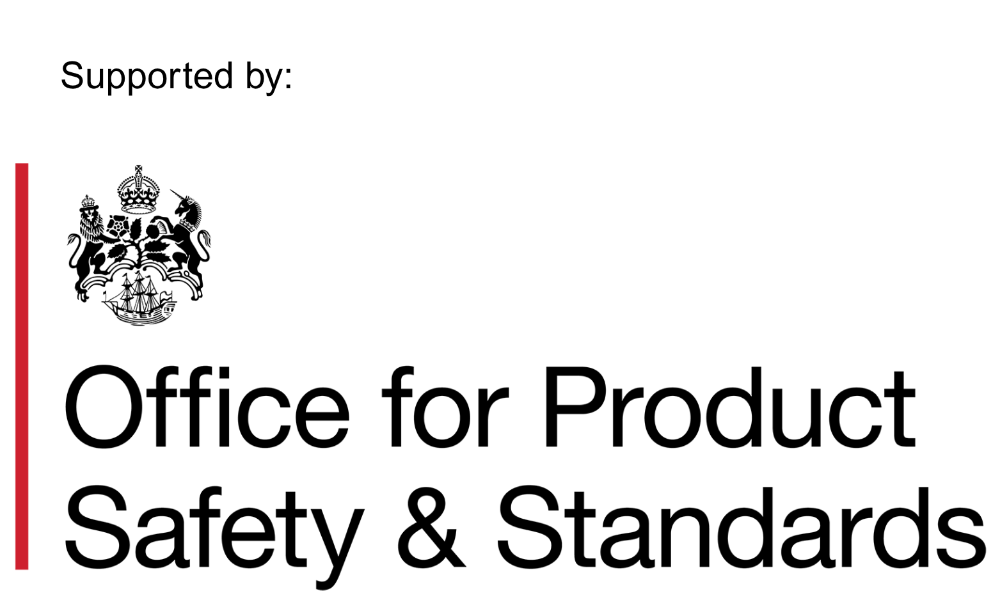 Supported by:
Office for Product
Safety & Standards